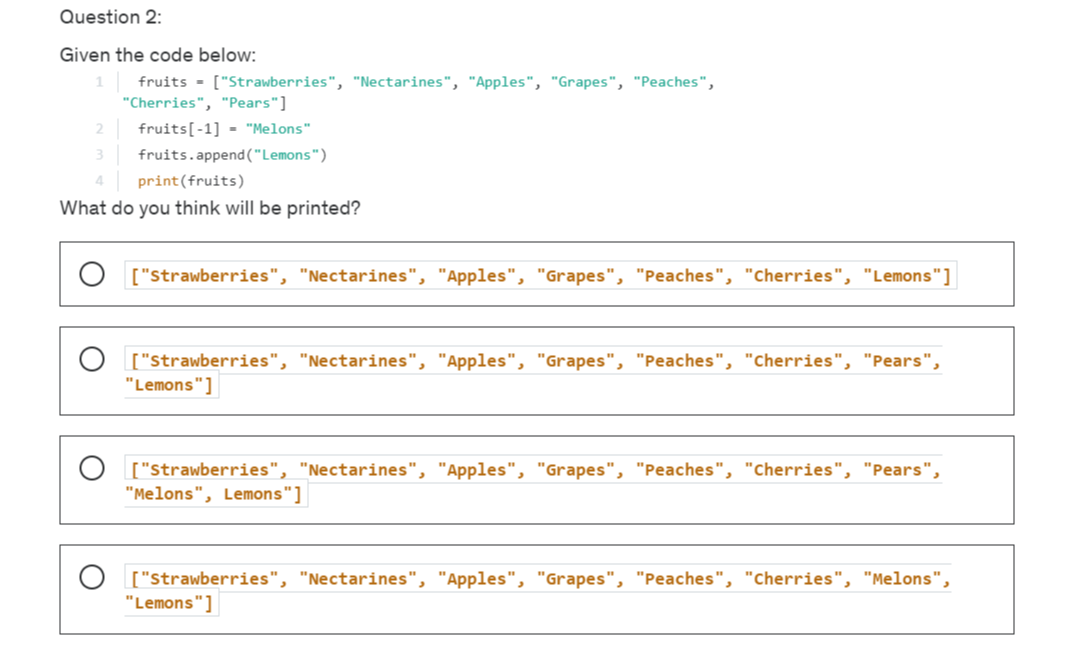 Question 2:
Given the code below:
1 fruits = ["Strawberries", "Nectarines", "Apples", "Grapes", "Peaches",
"Cherries", "Pears"]
2 fruits[-1] = "Melons"
3 fruits.append("Lemons")
4 print(fruits)
What do you think will be printed?
["Strawberries", "Nectarines", "Apples", "Grapes", "Peaches", "Cherries", "Lemons"]
["Strawberries", "Nectarines", "Apples", "Grapes", "Peaches", "Cherries", "Pears",
"Lemons"]
["Strawberries", "Nectarines", "Apples", "Grapes", "Peaches", "Cherries", "Pears",
"Melons", Lemons"]
["Strawberries", "Nectarines", "Apples", "Grapes", "Peaches", "Cherries", "Melons",
"Lemons"]